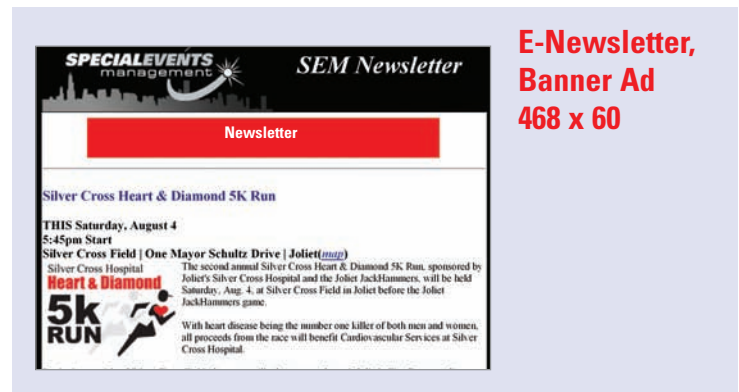 SPECIALEVENTS
management
SEM Newsletter
E-Newsletter,
Banner Ad
468 x 60
Newsletter
Silver Cross Heart & Diamond 5K Run
THIS Saturday, August 4
5:45pm Start
Silver Cross Field | One Mayor Schultz Drive | Joliet(map)
Silver Cross Hospital
Heart & Diamond
5k
RUN
The second annual Silver Cross Heart & Diamond 5K Run, sponsored by
Joliet's Silver Cross Hospital and the Joliet JackHammers, will be held
Saturday, Aug. 4, at Silver Cross Field in Joliet before the Joliet
JackHammers game.
With heart disease being the number one killer of both men and women,
all proceeds from the race will benefit Cardiovascular Services at Silver
Cross Hospital.